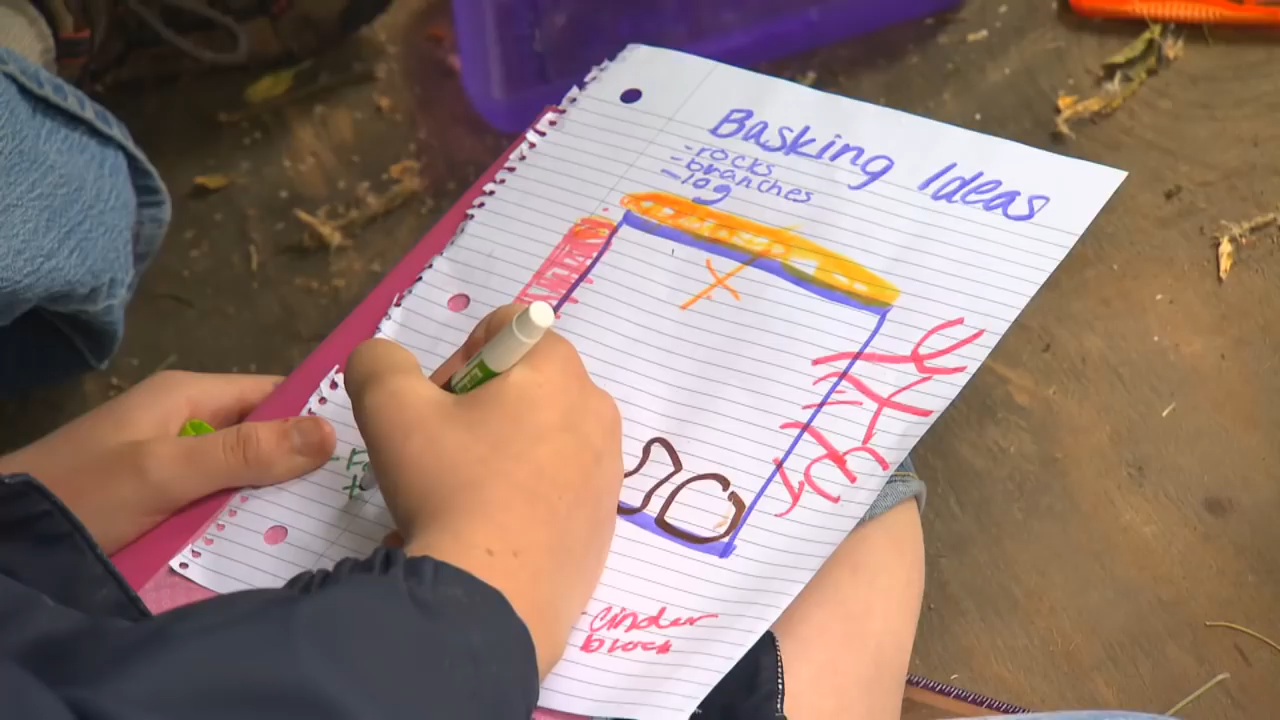 Basking Ideas
-rocks
-branches
-log
Cinder
block